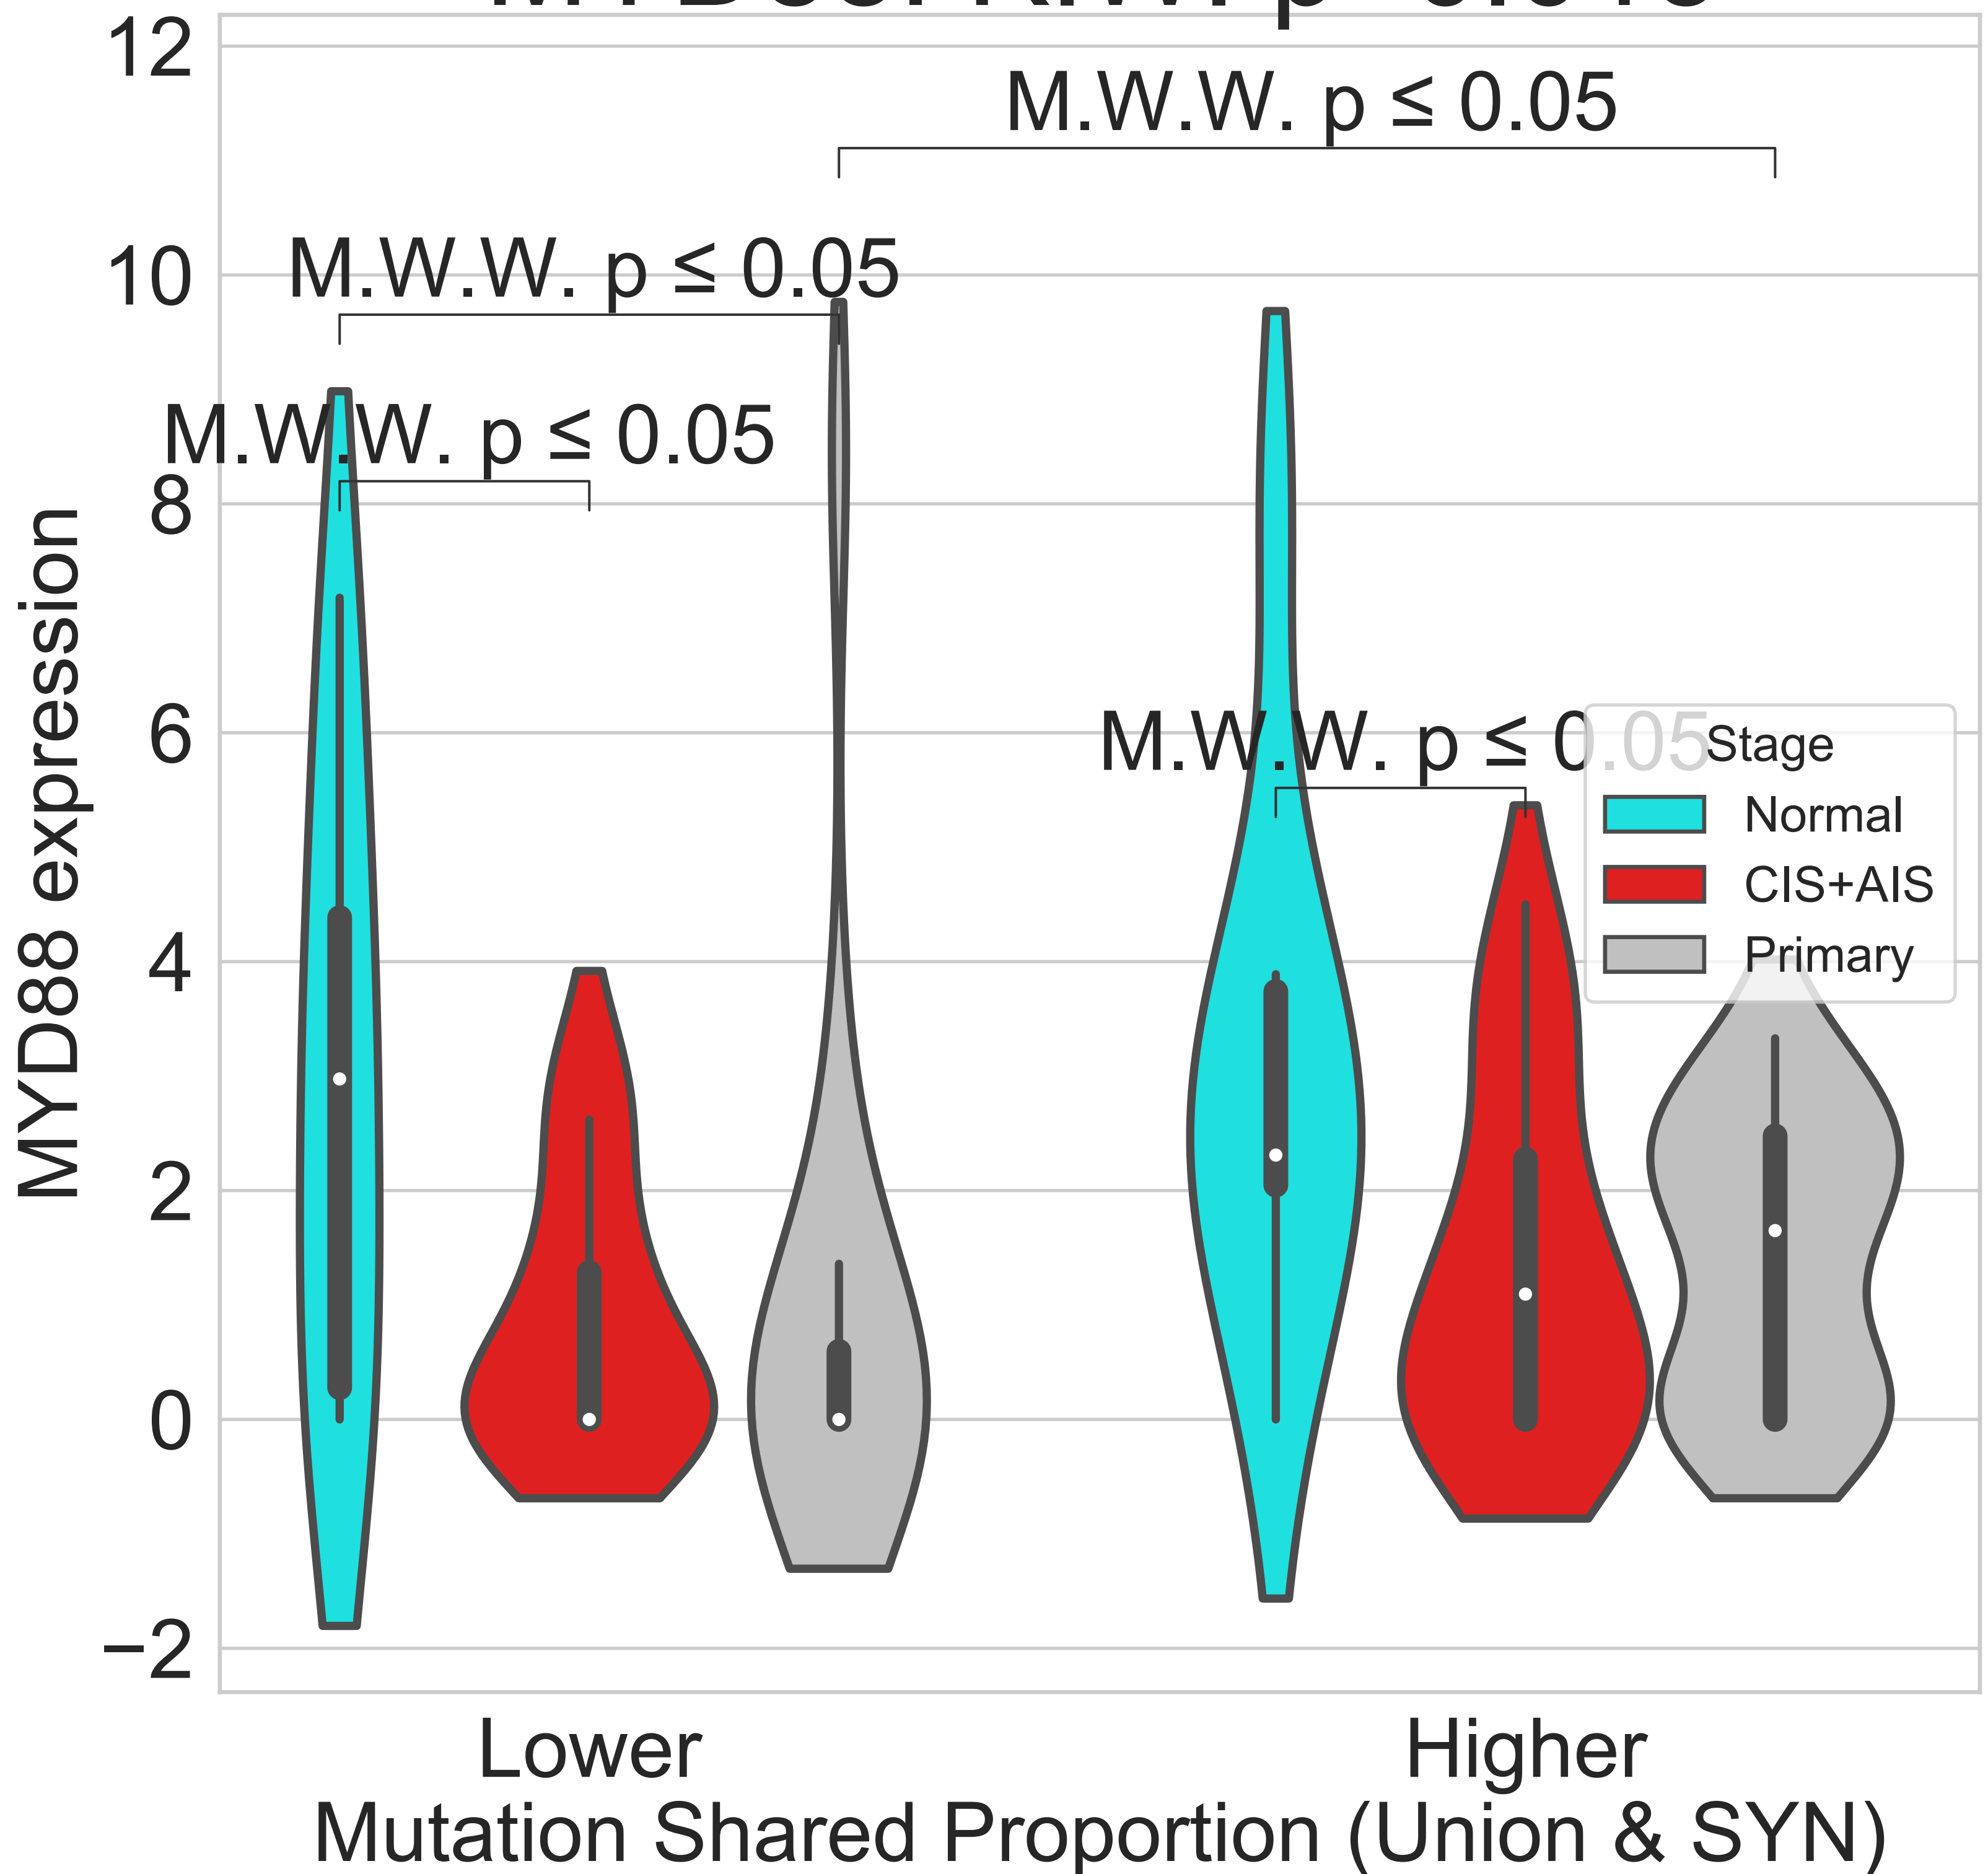 12
M.W.W. p ≤ 0.05
10
M.W.W. p ≤ 0.05
M.W.W. p ≤ 0.05
8
6
M.W.W. p ≤ 0.05
Stage
Normal
CIS+AIS
Primary
4
2
0
−2
MYD88 expression
Lower
Higher
Mutation Shared Proportion (Union & SYN)